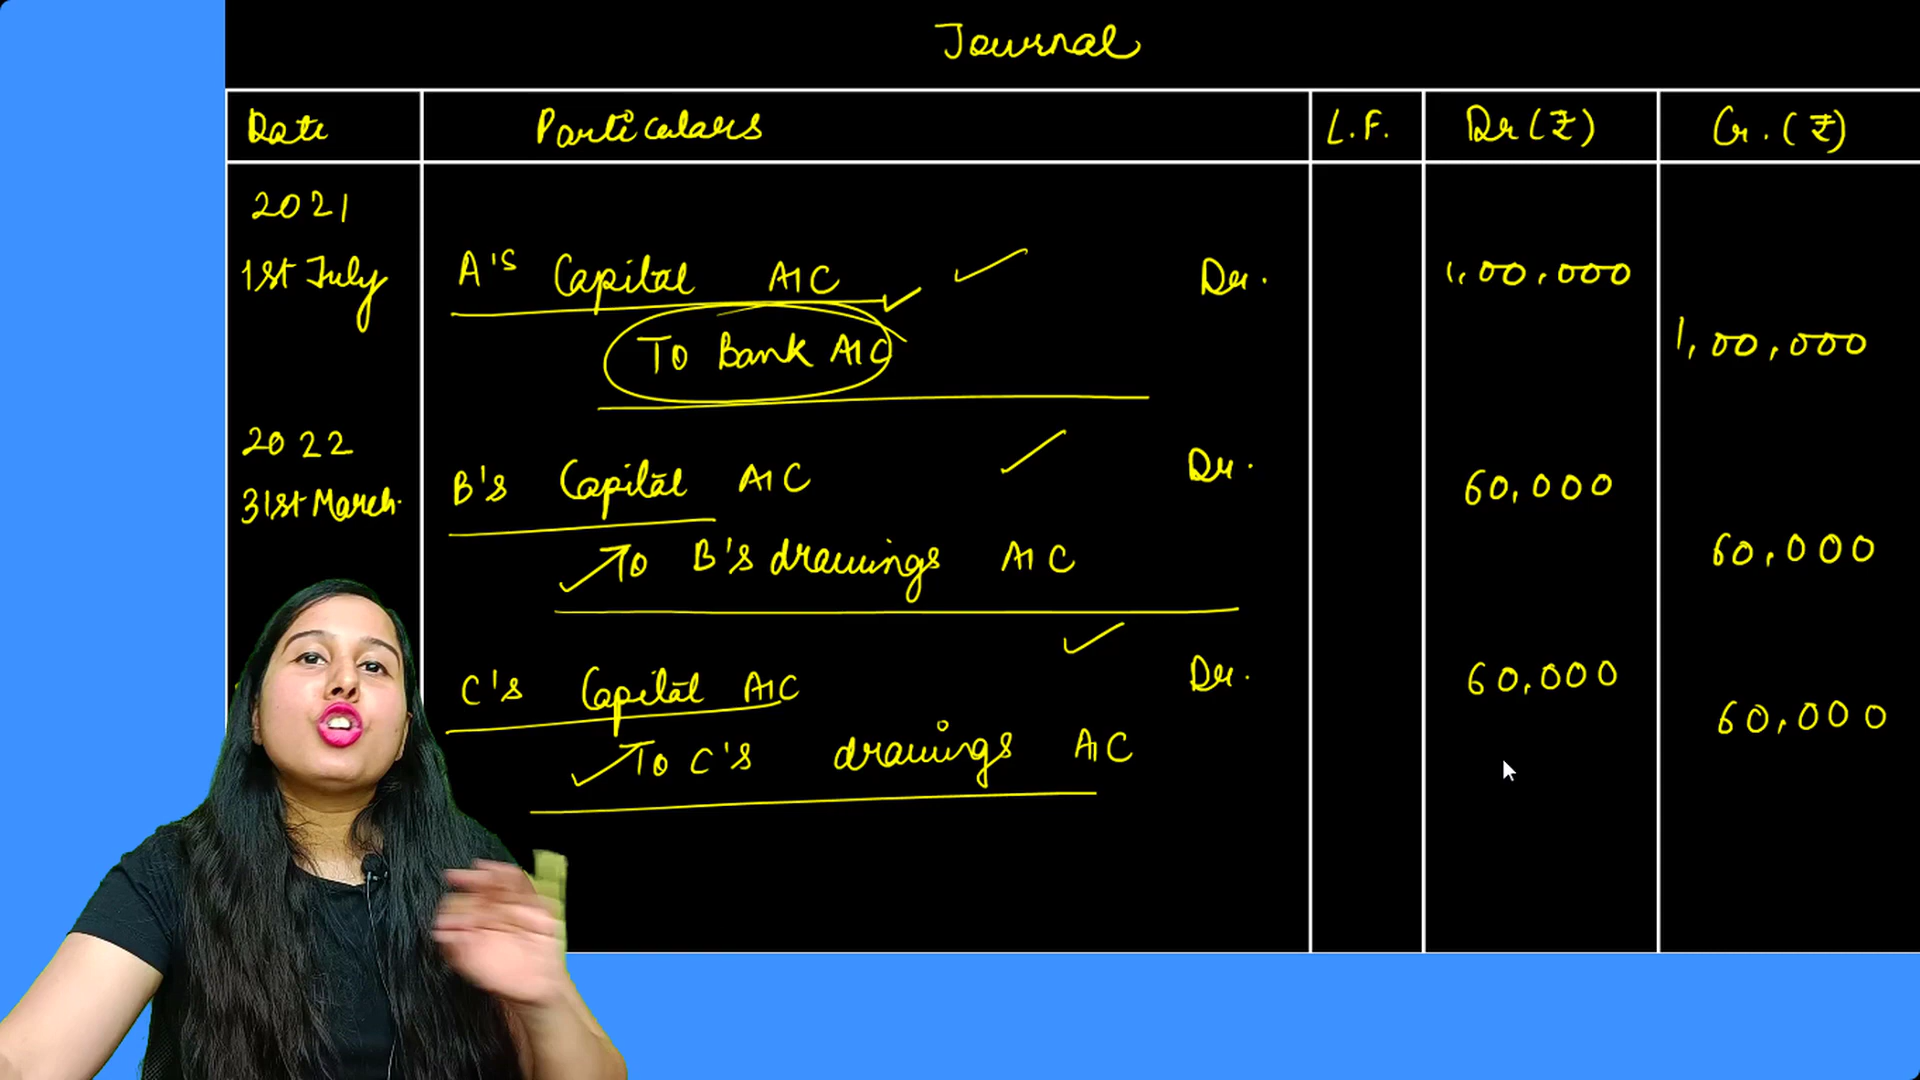 Journal
Date Particulars L.F. Dr (₹) Cr. (₹)
2021
1st July A's Capital A/C Dr. 1,00,000
To Bank A/C 1,00,000
2022
31st March. B's Capital A/C Dr. 60,000
To B's drawings A/C 60,000
C's Capital A/C Dr. 60,000
To C's drawings A/C 60,000